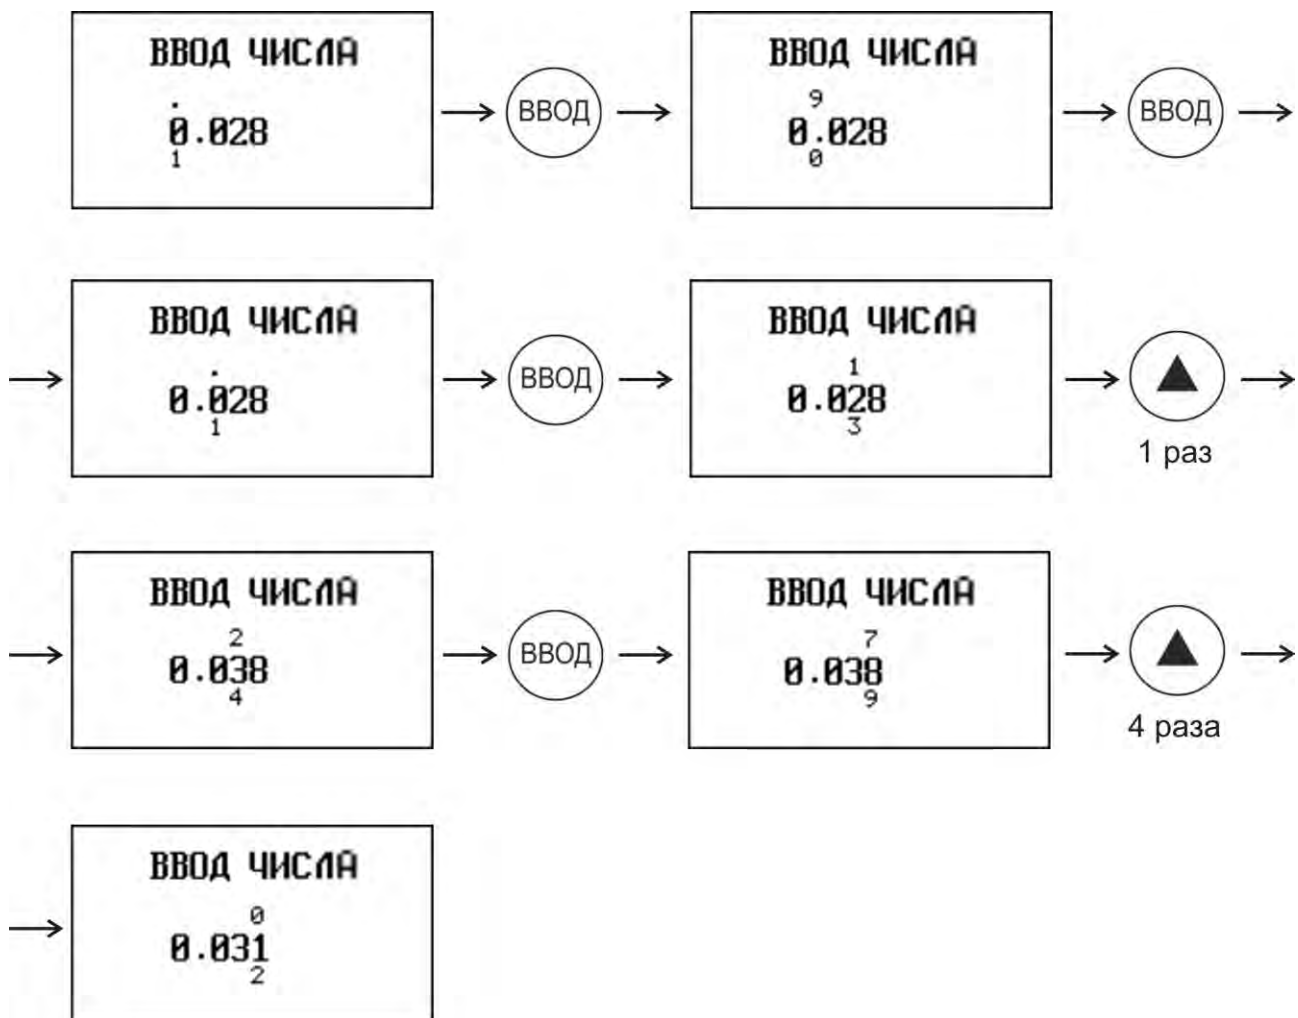 ВВОД ЧИСЛА
.
0.028
1
ВВОД
ВВОД ЧИСЛА
9
0.028
0
ВВОД
ВВОД ЧИСЛА
.
0.028
1
ВВОД
ВВОД ЧИСЛА
1
0.028
3
1 раз
ВВОД ЧИСЛА
2
0.038
4
ВВОД
ВВОД ЧИСЛА
7
0.038
9
4 раза
ВВОД ЧИСЛА
0
0.031
2